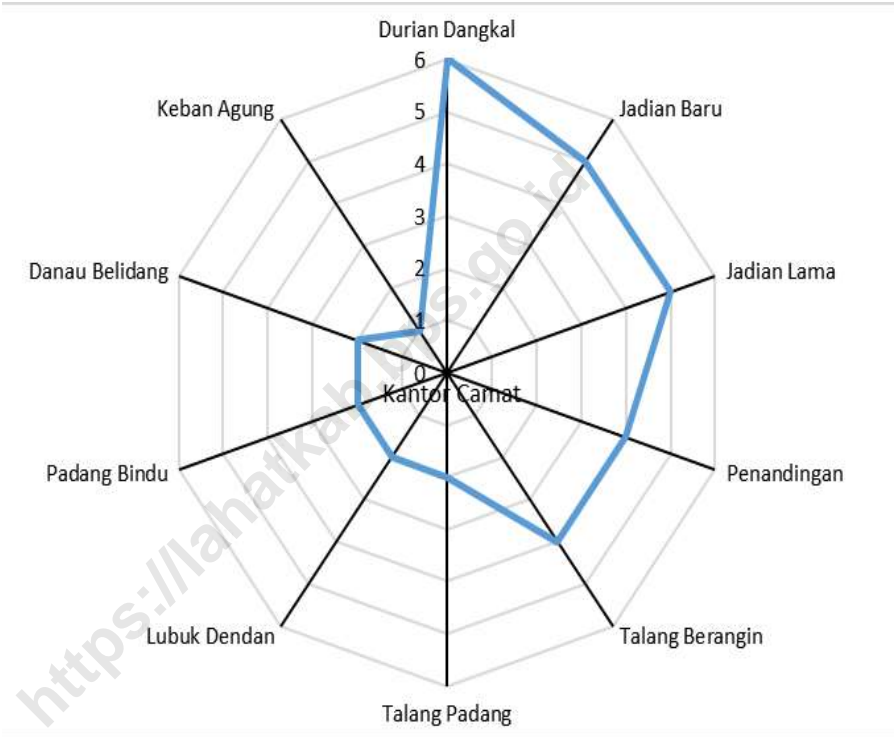 Durian Dangkal
6
Keban Agung
Jadian Baru
5
4
3
Danau Belidang
2
Jadian Lama
1
0
Kantor Camat
Padang Bindu
Penandingan
Lubuk Dendan
Talang Berangin
Talang Padang
https://lahatkab.bps.go.id